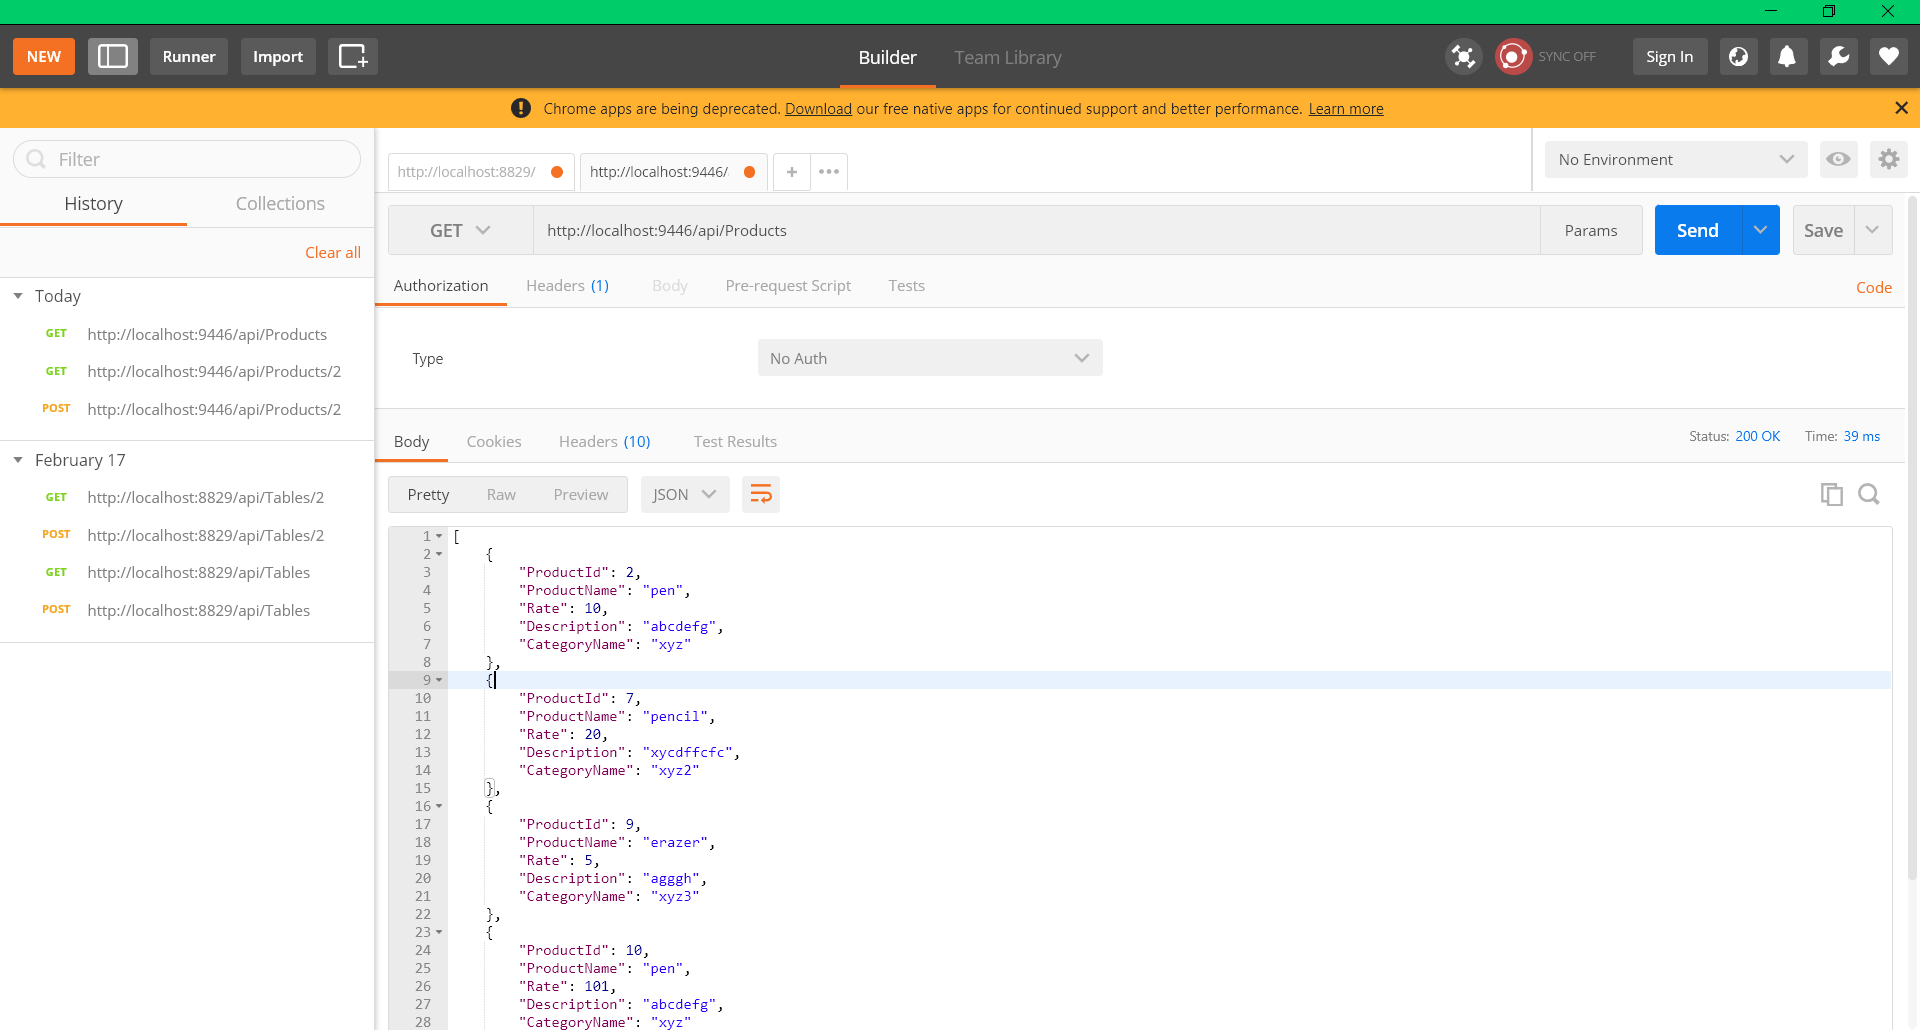 NEW
Runner
Import
Builder
Team Library
SYNC OFF
Sign In
Chrome apps are being deprecated. Download our free native apps for continued support and better performance. Learn more
Filter
History
Collections
Clear all
Today
GET http://localhost:9446/api/Products
GET http://localhost:9446/api/Products/2
POST http://localhost:9446/api/Products/2
February 17
GET http://localhost:8829/api/Tables/2
POST http://localhost:8829/api/Tables/2
GET http://localhost:8829/api/Tables
POST http://localhost:8829/api/Tables
http://localhost:8829/
http://localhost:9446/
No Environment
GET
http://localhost:9446/api/Products
Params
Send
Save
Authorization
Headers (1)
Body
Pre-request Script
Tests
Code
Type
No Auth
Body
Cookies
Headers (10)
Test Results
Status: 200 OK
Time: 39 ms
Pretty
Raw
Preview
JSON
1 [
2 {
3 "ProductId": 2,
4 "ProductName": "pen",
5 "Rate": 10,
6 "Description": "abcdefg",
7 "CategoryName": "xyz"
8 },
9 {
10 "ProductId": 7,
11 "ProductName": "pencil",
12 "Rate": 20,
13 "Description": "xycdffcfc",
14 "CategoryName": "xyz2"
15 },
16 {
17 "ProductId": 9,
18 "ProductName": "erazer",
19 "Rate": 5,
20 "Description": "agggh",
21 "CategoryName": "xyz3"
22 },
23 {
24 "ProductId": 10,
25 "ProductName": "pen",
26 "Rate": 101,
27 "Description": "abcdefg",
28 "CategoryName": "xyz"